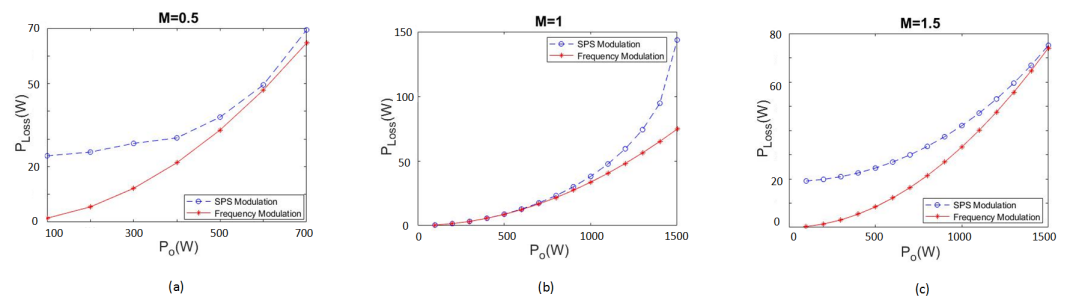 M=0.5
70
50
20
0
P_Loss(W)
SPS Modulation
Frequency Modulation
100
300
500
700
P_o(W)
(a)
M=1
150
100
50
0
P_Loss(W)
SPS Modulation
Frequency Modulation
0
500
1000
1500
P_o(W)
(b)
M=1.5
80
60
40
20
0
P_Loss(W)
SPS Modulation
Frequency Modulation
0
500
1000
1500
P_o(W)
(c)